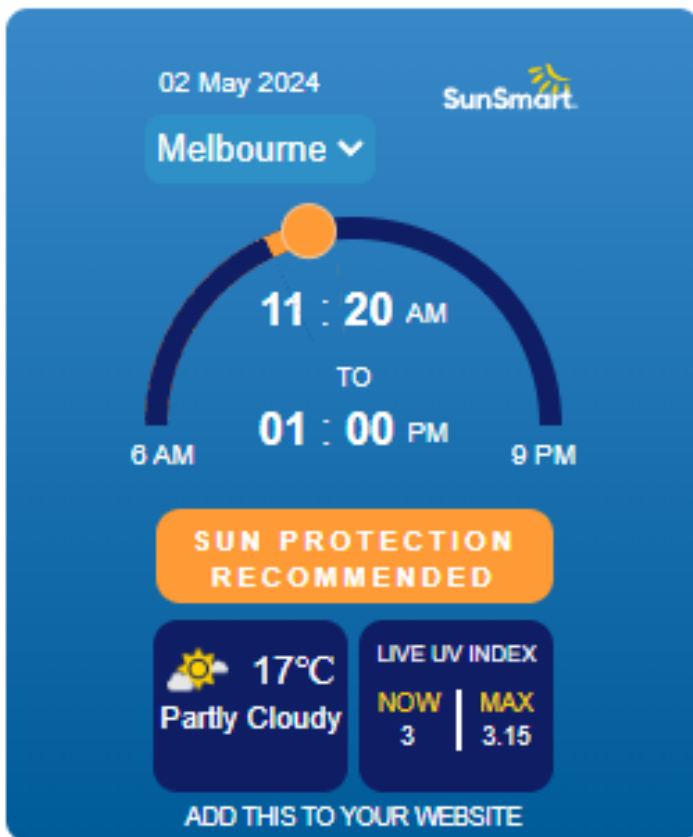 02 May 2024
SunSmart.
Melbourne
11 : 20 AM
TO
01 : 00 PM
6 AM
9 PM
SUN PROTECTION
RECOMMENDED
17°C
Partly Cloudy
LIVE UV INDEX
NOW MAX
3 3.15
ADD THIS TO YOUR WEBSITE